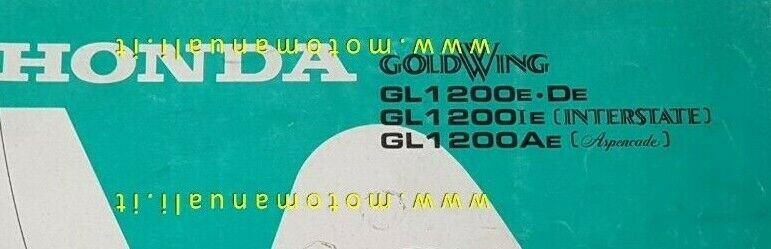 www.motomanuali.it
HONDA
GOLDWING
GL1200E·DE
GL1200IE (INTERSTATE)
GL1200AE (Aspencade)
www.motomanuali.it